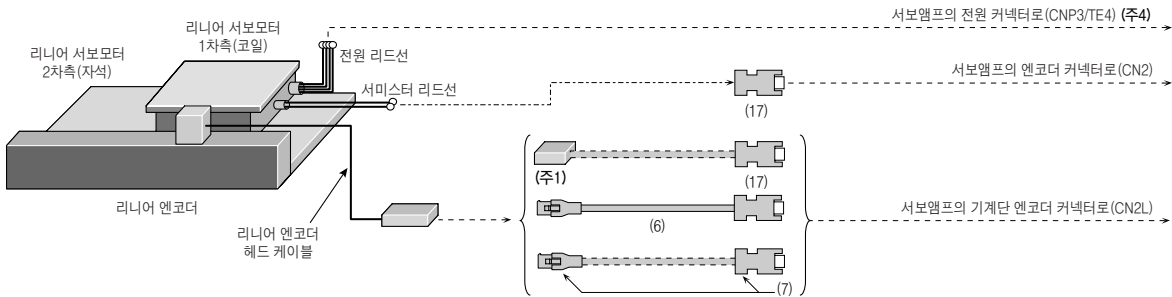 서보앰프의 전원 커넥터로(CNP3/TE4) (주4)
리니어 서보모터
1차측(코일)
전원 리드선
리니어 서보모터
2차측(자석)
서미스터 리드선
(17)
서보앰프의 엔코더 커넥터로(CN2)
(주1)
(17)
리니어 엔코더
(6)
서보앰프의 기계단 엔코더 커넥터로(CN2L)
리니어 엔코더
헤드 케이블
(7)